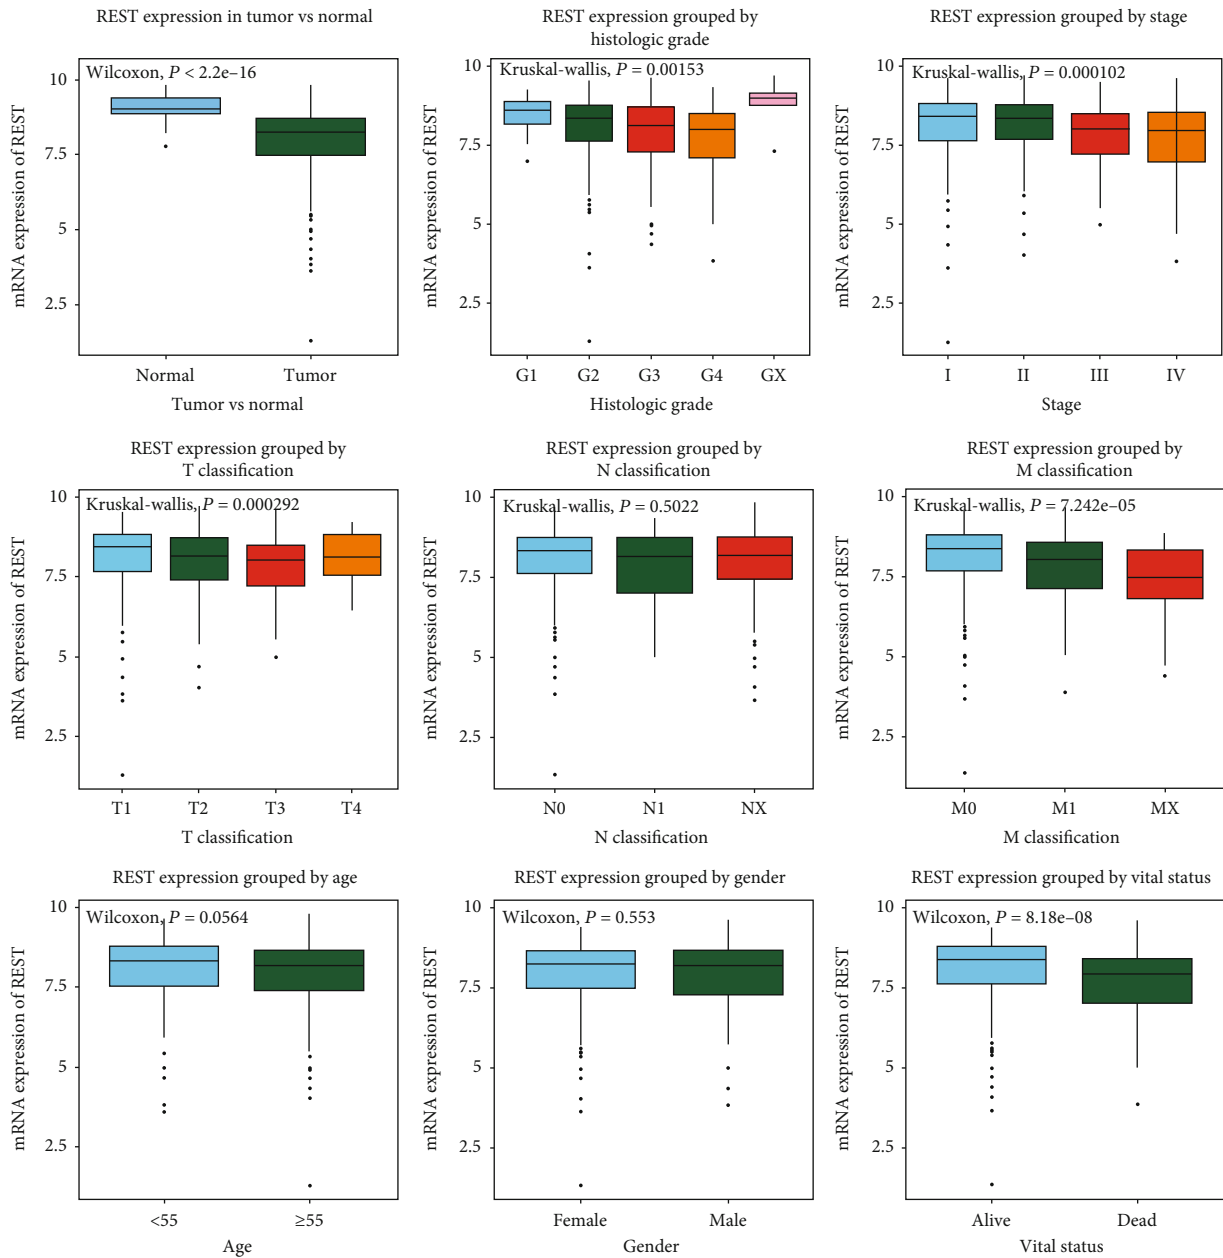 REST expression in tumor vs normal
Wilcoxon, P < 2.2e–16
mRNA expression of REST
10
7.5
5
2.5
Normal Tumor
Tumor vs normal
REST expression grouped by
histologic grade
Kruskal-wallis, P = 0.00153
mRNA expression of REST
10
7.5
5
2.5
G1 G2 G3 G4 GX
Histologic grade
REST expression grouped by stage
Kruskal-wallis, P = 0.000102
mRNA expression of REST
10
7.5
5
2.5
I II III IV
Stage
REST expression grouped by
T classification
Kruskal-wallis, P = 0.000292
mRNA expression of REST
10
7.5
5
2.5
T1 T2 T3 T4
T classification
REST expression grouped by
N classification
Kruskal-wallis, P = 0.5022
mRNA expression of REST
10
7.5
5
2.5
N0 N1 NX
N classification
REST expression grouped by
M classification
Kruskal-wallis, P = 7.242e–05
mRNA expression of REST
10
7.5
5
2.5
M0 M1 MX
M classification
REST expression grouped by age
Wilcoxon, P = 0.0564
mRNA expression of REST
10
7.5
5
2.5
<55 ≥55
Age
REST expression grouped by gender
Wilcoxon, P = 0.553
mRNA expression of REST
10
7.5
5
2.5
Female Male
Gender
REST expression grouped by vital status
Wilcoxon, P = 8.18e–08
mRNA expression of REST
10
7.5
5
2.5
Alive Dead
Vital status